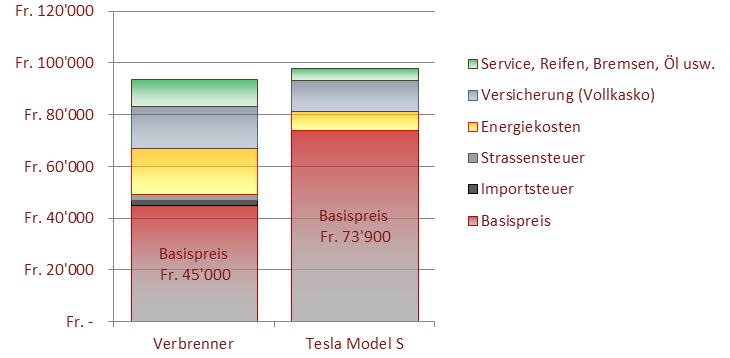 Fr. 120'000
Fr. 100'000
Fr. 80'000
Fr. 60'000
Fr. 40'000
Fr. 20'000
Fr. -
Basispreis
Fr. 45'000
Basispreis
Fr. 73'900
Verbrenner
Tesla Model S
Service, Reifen, Bremsen, Öl usw.
Versicherung (Vollkasko)
Energiekosten
Strassensteuer
Importsteuer
Basispreis